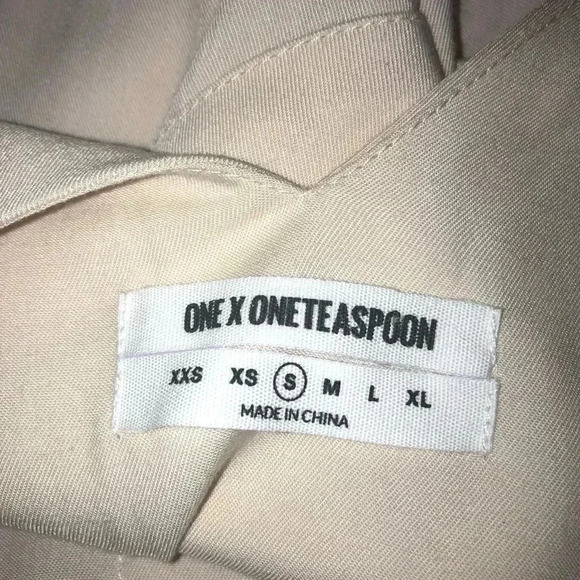 ONE X ONETEASPOON
XXS XS S M L XL
MADE IN CHINA